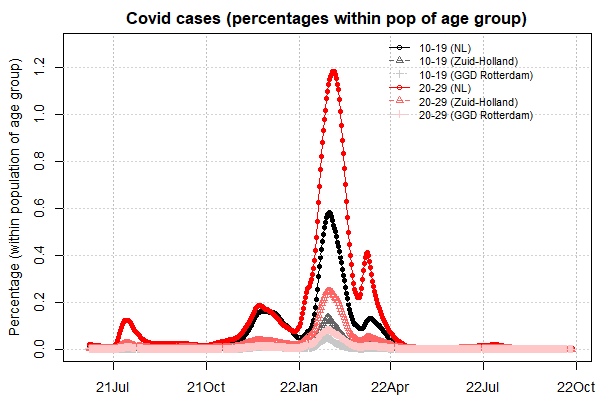 Covid cases (percentages within pop of age group)
Percentage (within population of age group)
1.2
1.0
0.8
0.6
0.4
0.2
0.0
10-19 (NL)
10-19 (Zuid-Holland)
10-19 (GGD Rotterdam)
20-29 (NL)
20-29 (Zuid-Holland)
20-29 (GGD Rotterdam)
21Jul 21Oct 22Jan 22Apr 22Jul 22Oct